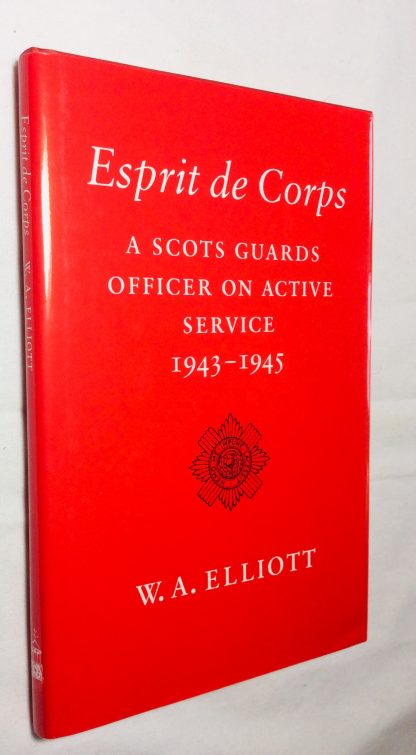 Esprit de Corps
A SCOTS GUARDS
OFFICER ON ACTIVE
SERVICE
1943–1945
W. A. ELLIOTT
Esprit de Corps W. A. ELLIOTT